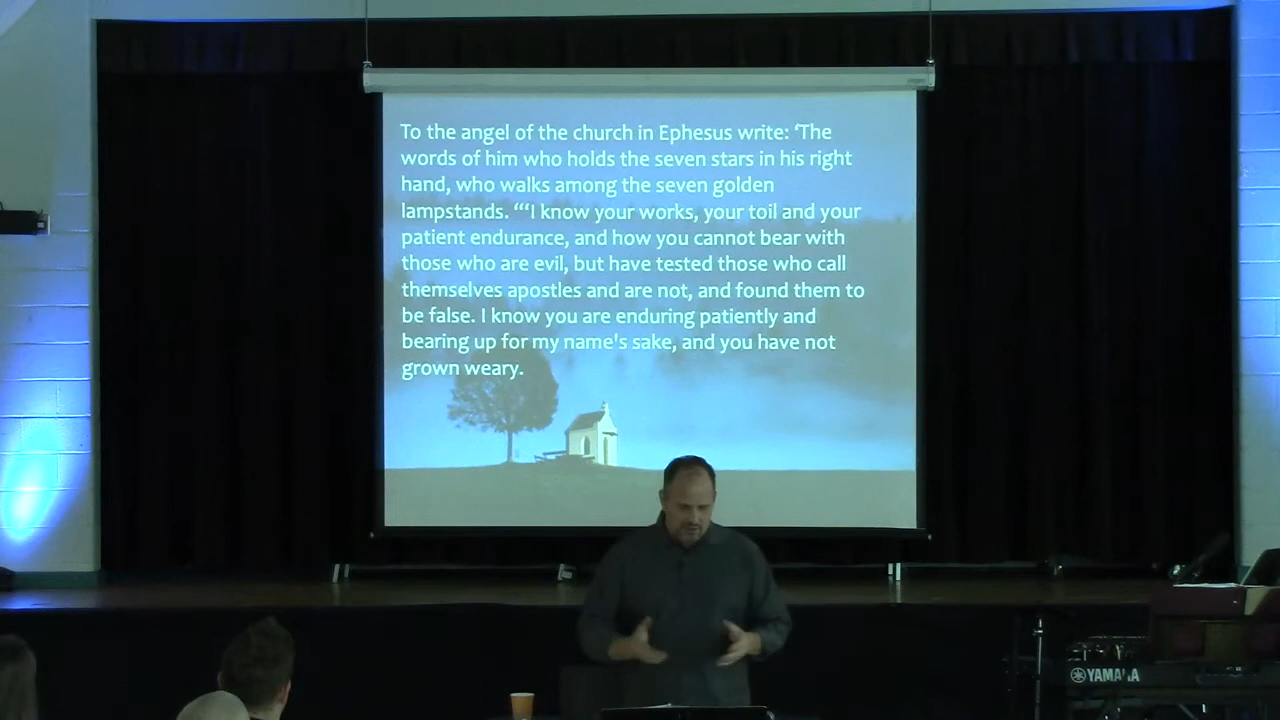 To the angel of the church in Ephesus write: ‘The
words of him who holds the seven stars in his right
hand, who walks among the seven golden
lampstands. “‘I know your works, your toil and your
patient endurance, and how you cannot bear with
those who are evil, but have tested those who call
themselves apostles and are not, and found them to
be false. I know you are enduring patiently and
bearing up for my name's sake, and you have not
grown weary.
YAMAHA